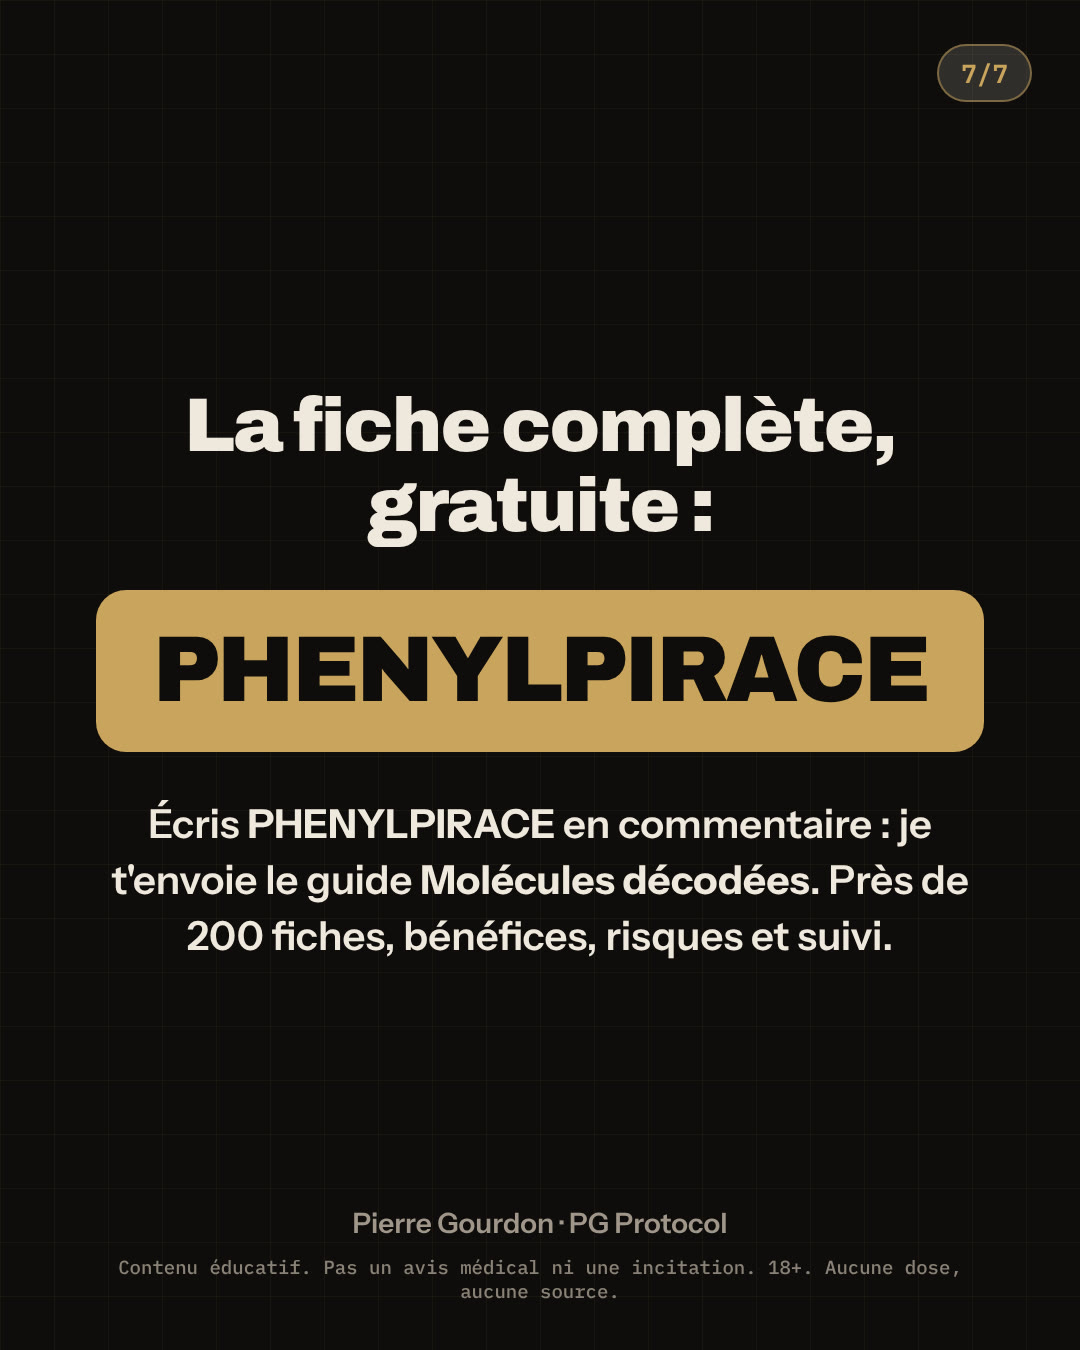 7/7
La fiche complète,
gratuite :
PHENYLPIRACE
Écris PHENYLPIRACE en commentaire : je
t'envoie le guide Molécules décodées. Près de
200 fiches, bénéfices, risques et suivi.
Pierre Gourdon · PG Protocol
Contenu éducatif. Pas un avis médical ni une incitation. 18+. Aucune dose,
aucune source.